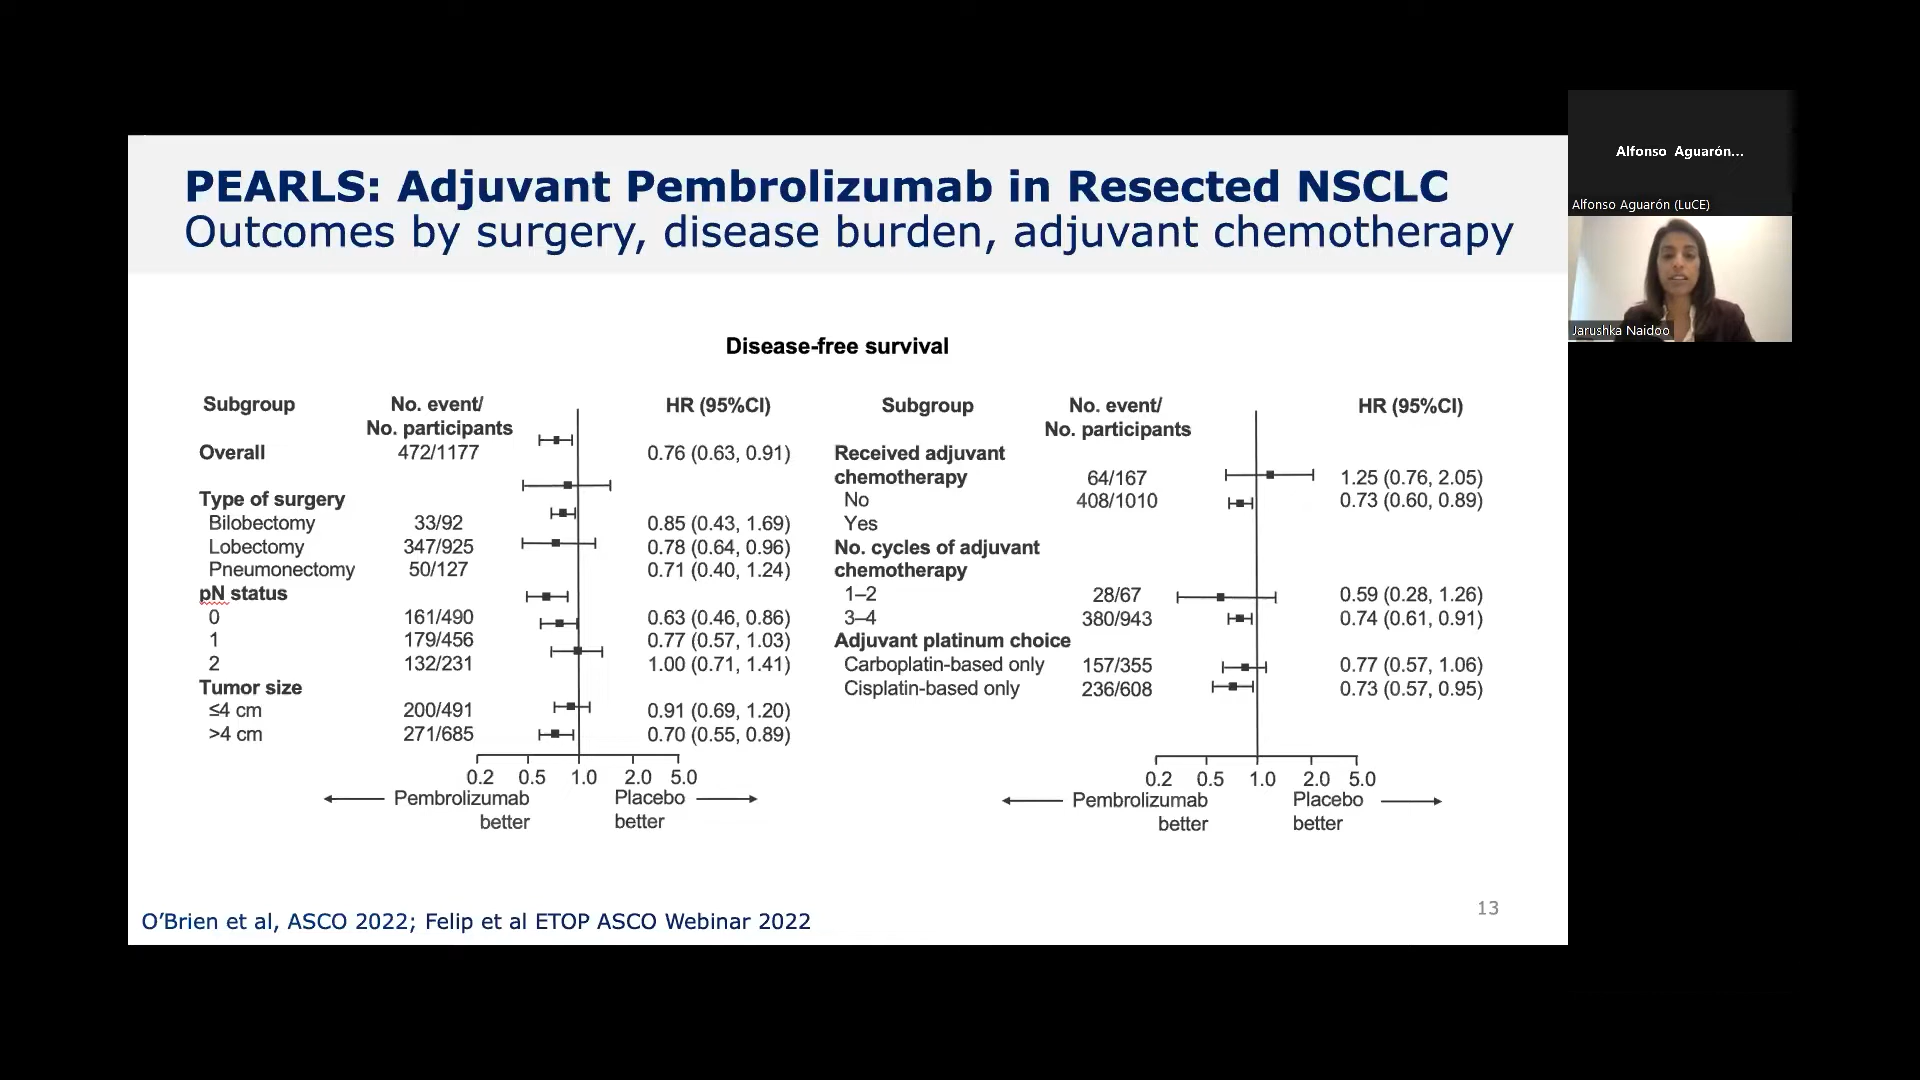 PEARLS: Adjuvant Pembrolizumab in Resected NSCLC
Outcomes by surgery, disease burden, adjuvant chemotherapy
Alfonso Aguarón...
Alfonso Aguarón (LuCE)
Jarushka Naidoo
Disease-free survival
Subgroup No. event/ HR (95%CI)
No. participants
Overall 472/1177 0.76 (0.63, 0.91)
Type of surgery
Bilobectomy 33/92 0.85 (0.43, 1.69)
Lobectomy 347/925 0.78 (0.64, 0.96)
Pneumonectomy 50/127 0.71 (0.40, 1.24)
pN status
0 161/490 0.63 (0.46, 0.86)
1 179/456 0.77 (0.57, 1.03)
2 132/231 1.00 (0.71, 1.41)
Tumor size
≤4 cm 200/491 0.91 (0.69, 1.20)
>4 cm 271/685 0.70 (0.55, 0.89)
0.2 0.5 1.0 2.0 5.0
Pembrolizumab Placebo
better better
Subgroup No. event/ HR (95%CI)
No. participants
Received adjuvant
chemotherapy 64/167 1.25 (0.76, 2.05)
No 408/1010 0.73 (0.60, 0.89)
Yes
No. cycles of adjuvant
chemotherapy
1–2 28/67 0.59 (0.28, 1.26)
3–4 380/943 0.74 (0.61, 0.91)
Adjuvant platinum choice
Carboplatin-based only 157/355 0.77 (0.57, 1.06)
Cisplatin-based only 236/608 0.73 (0.57, 0.95)
0.2 0.5 1.0 2.0 5.0
Pembrolizumab Placebo
better better
O’Brien et al, ASCO 2022; Felip et al ETOP ASCO Webinar 2022
13